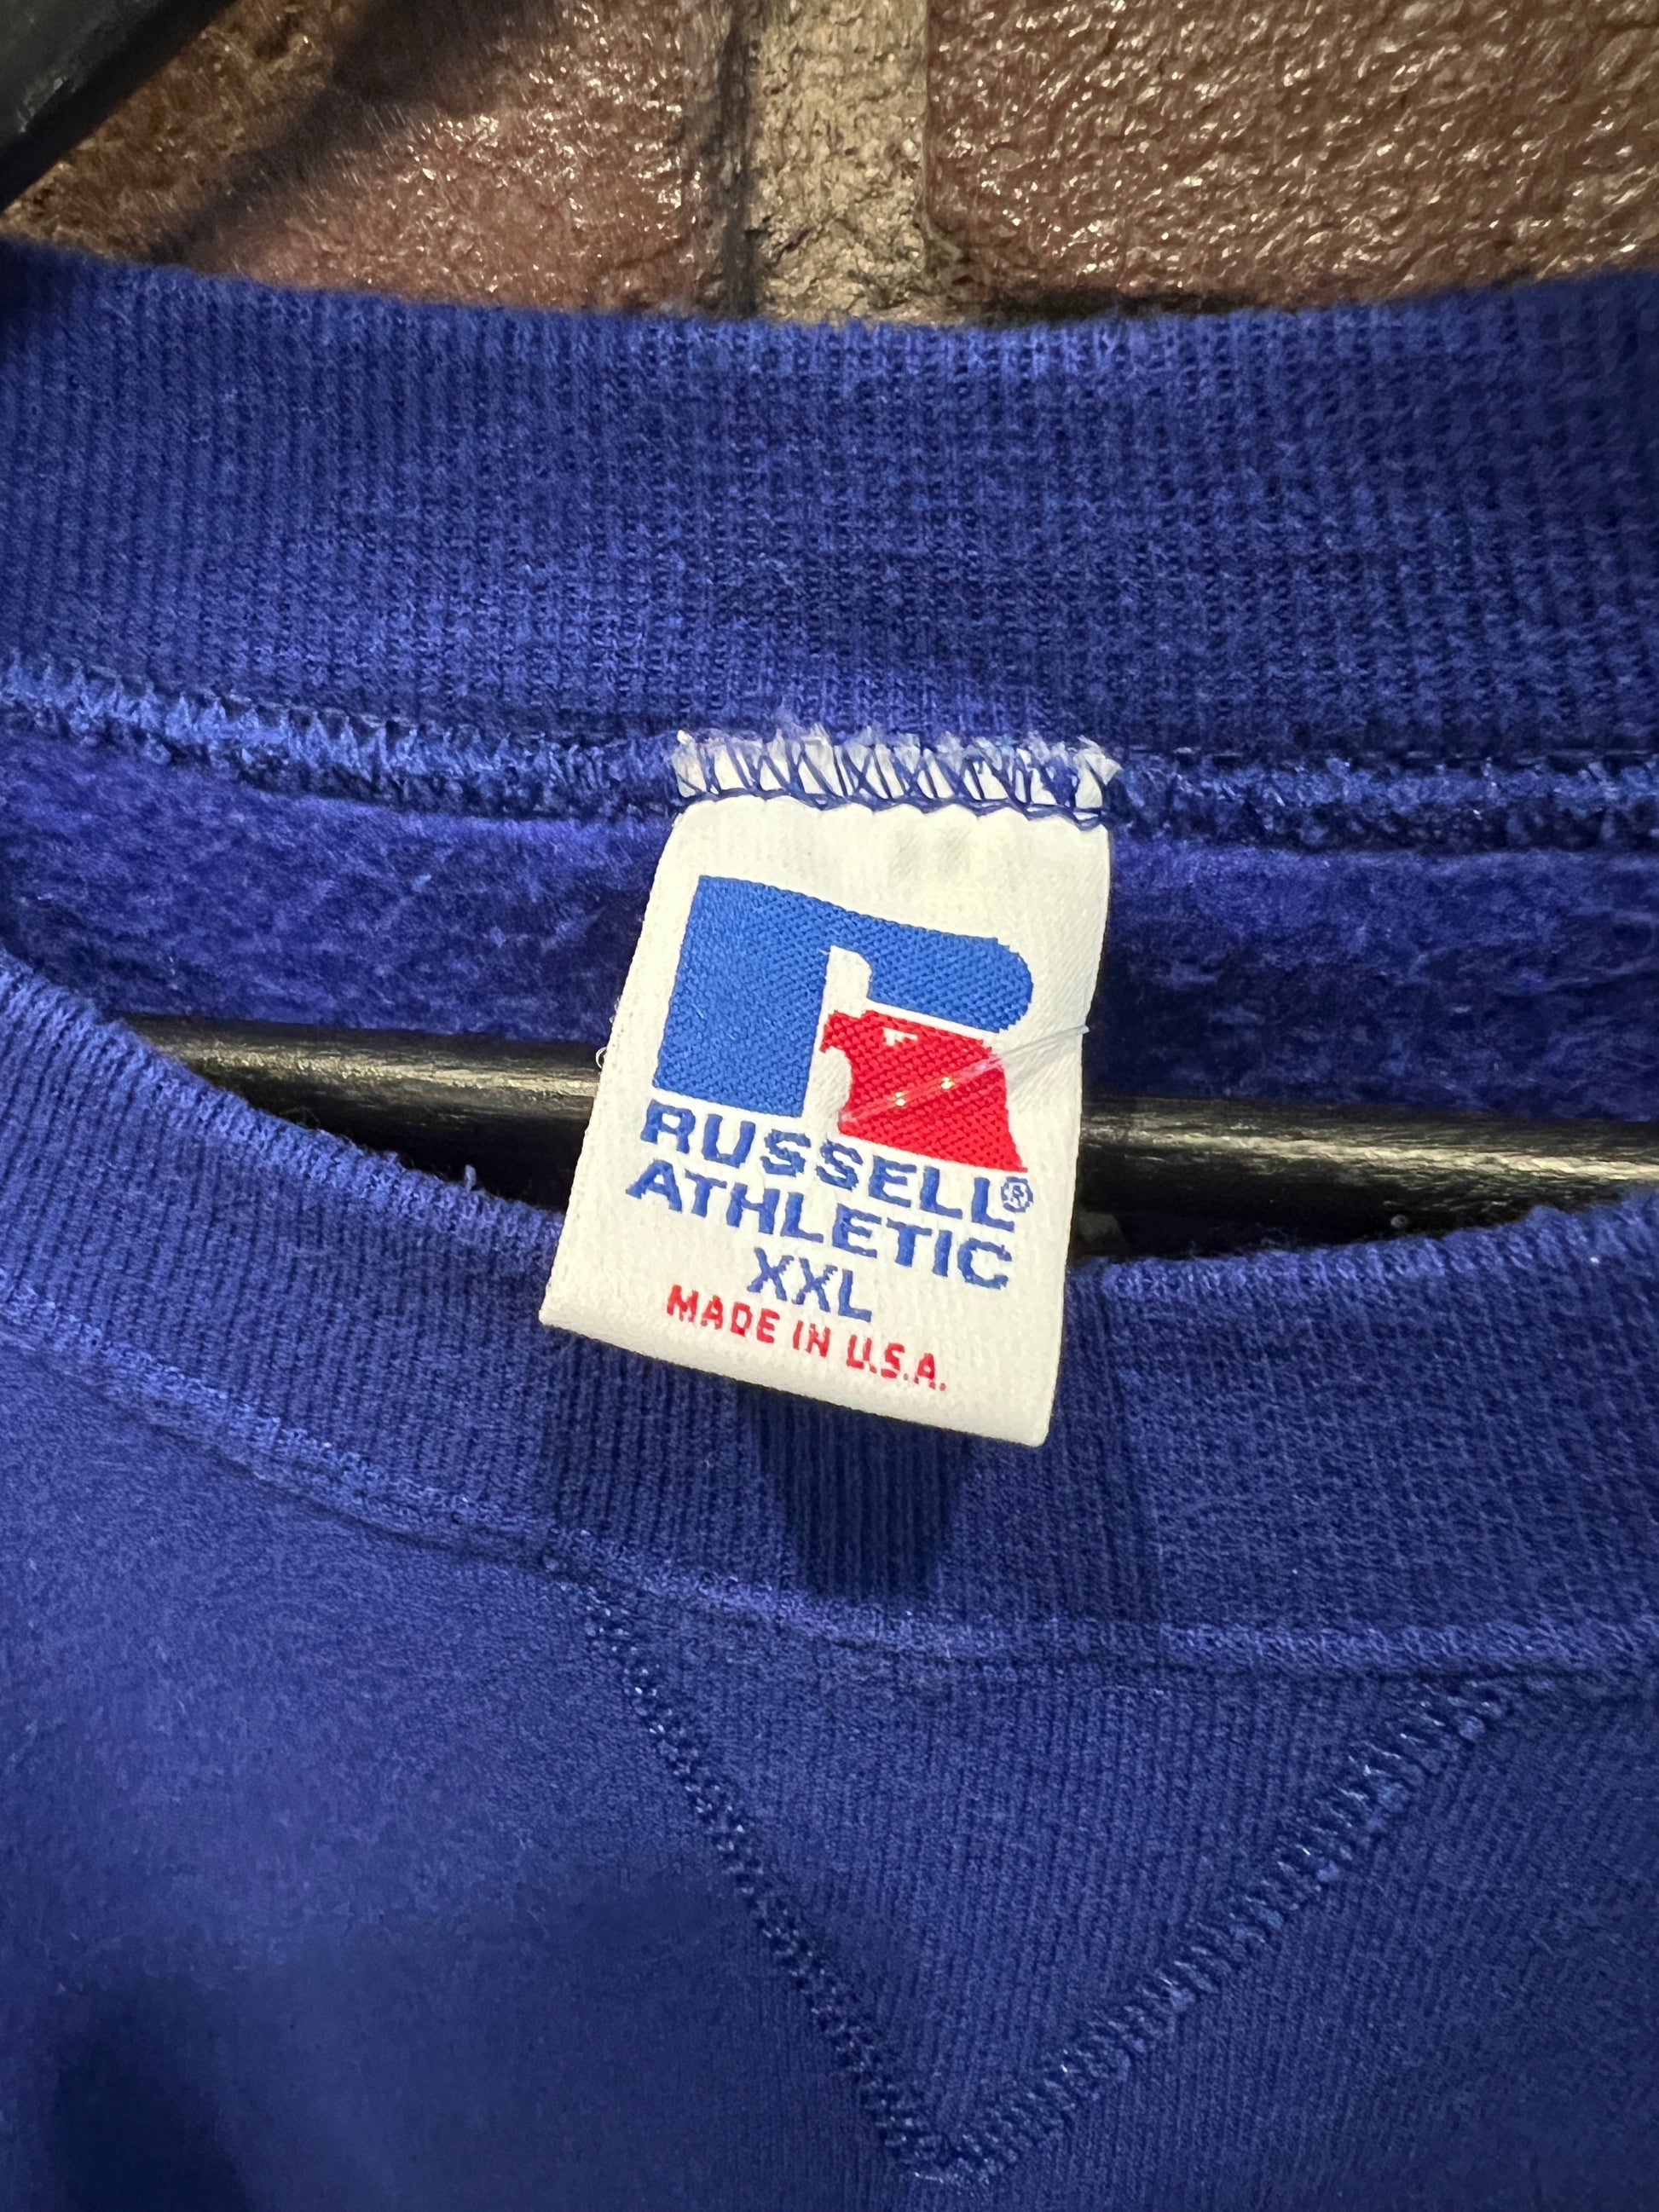 RUSSELL®
ATHLETIC
XXL
MADE IN U.S.A.